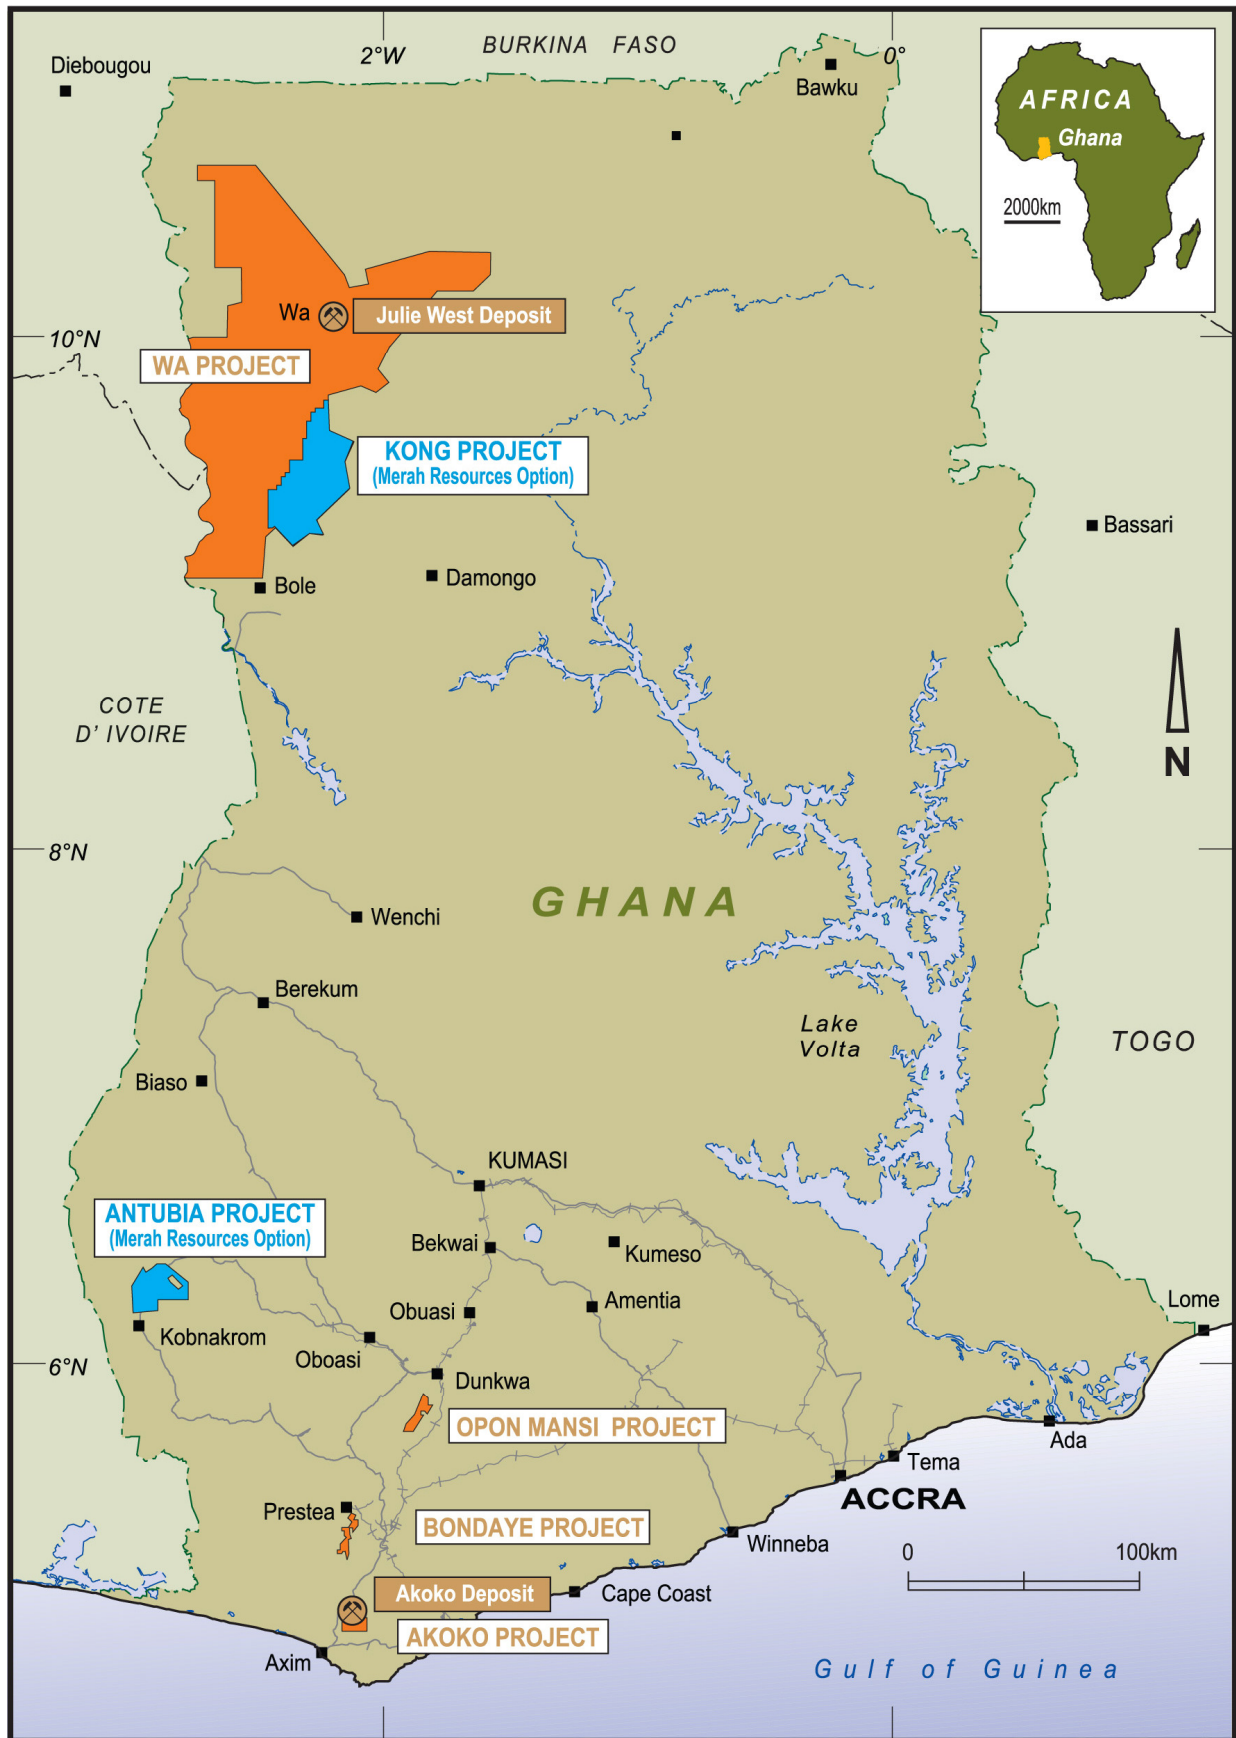 BURKINA FASO
2°W
0°
Diebougou
Bawku
AFRICA
Ghana
2000km
Wa
Julie West Deposit
10°N
WA PROJECT
KONG PROJECT
(Merah Resources Option)
Bassari
Bole
Damongo
COTE
D' IVOIRE
N
8°N
GHANA
Wenchi
Berekum
Lake
Volta
TOGO
Biaso
KUMASI
ANTUBIA PROJECT
(Merah Resources Option)
Bekwai
Kumeso
Obuasi
Amentia
Lome
Kobnakrom
Oboasi
6°N
Dunkwa
OPON MANSI PROJECT
Ada
Tema
ACCRA
Prestea
BONDAYE PROJECT
Winneba
0
100km
Akoko Deposit
Cape Coast
AKOKO PROJECT
Axim
Gulf of Guinea